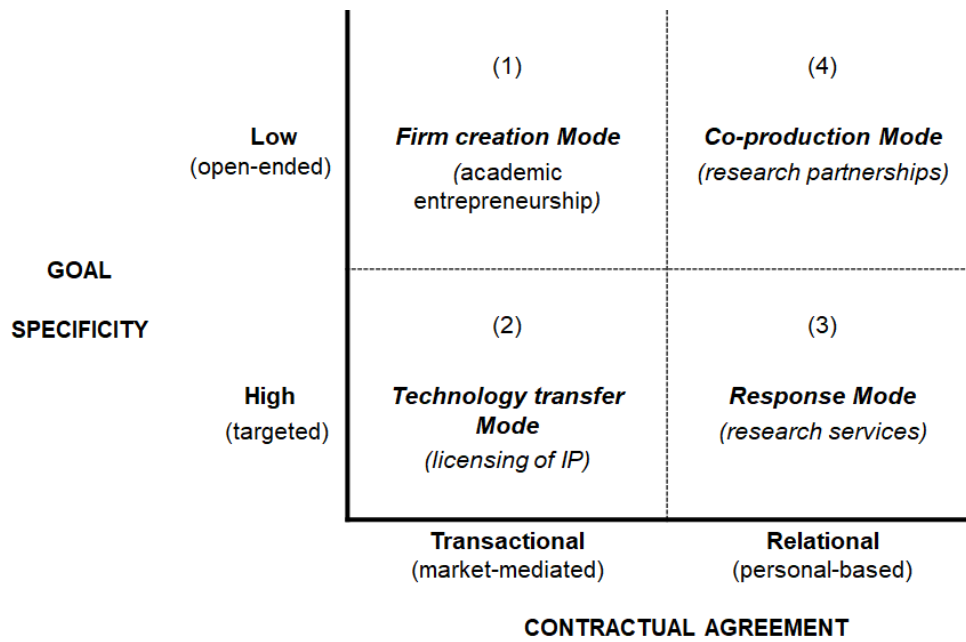 (1)
(4)
Low
(open-ended)
Firm creation Mode
(academic
entrepreneurship)
Co-production Mode
(research partnerships)
GOAL
SPECIFICITY
(2)
(3)
High
(targeted)
Technology transfer
Mode
(licensing of IP)
Response Mode
(research services)
Transactional
(market-mediated)
Relational
(personal-based)
CONTRACTUAL AGREEMENT